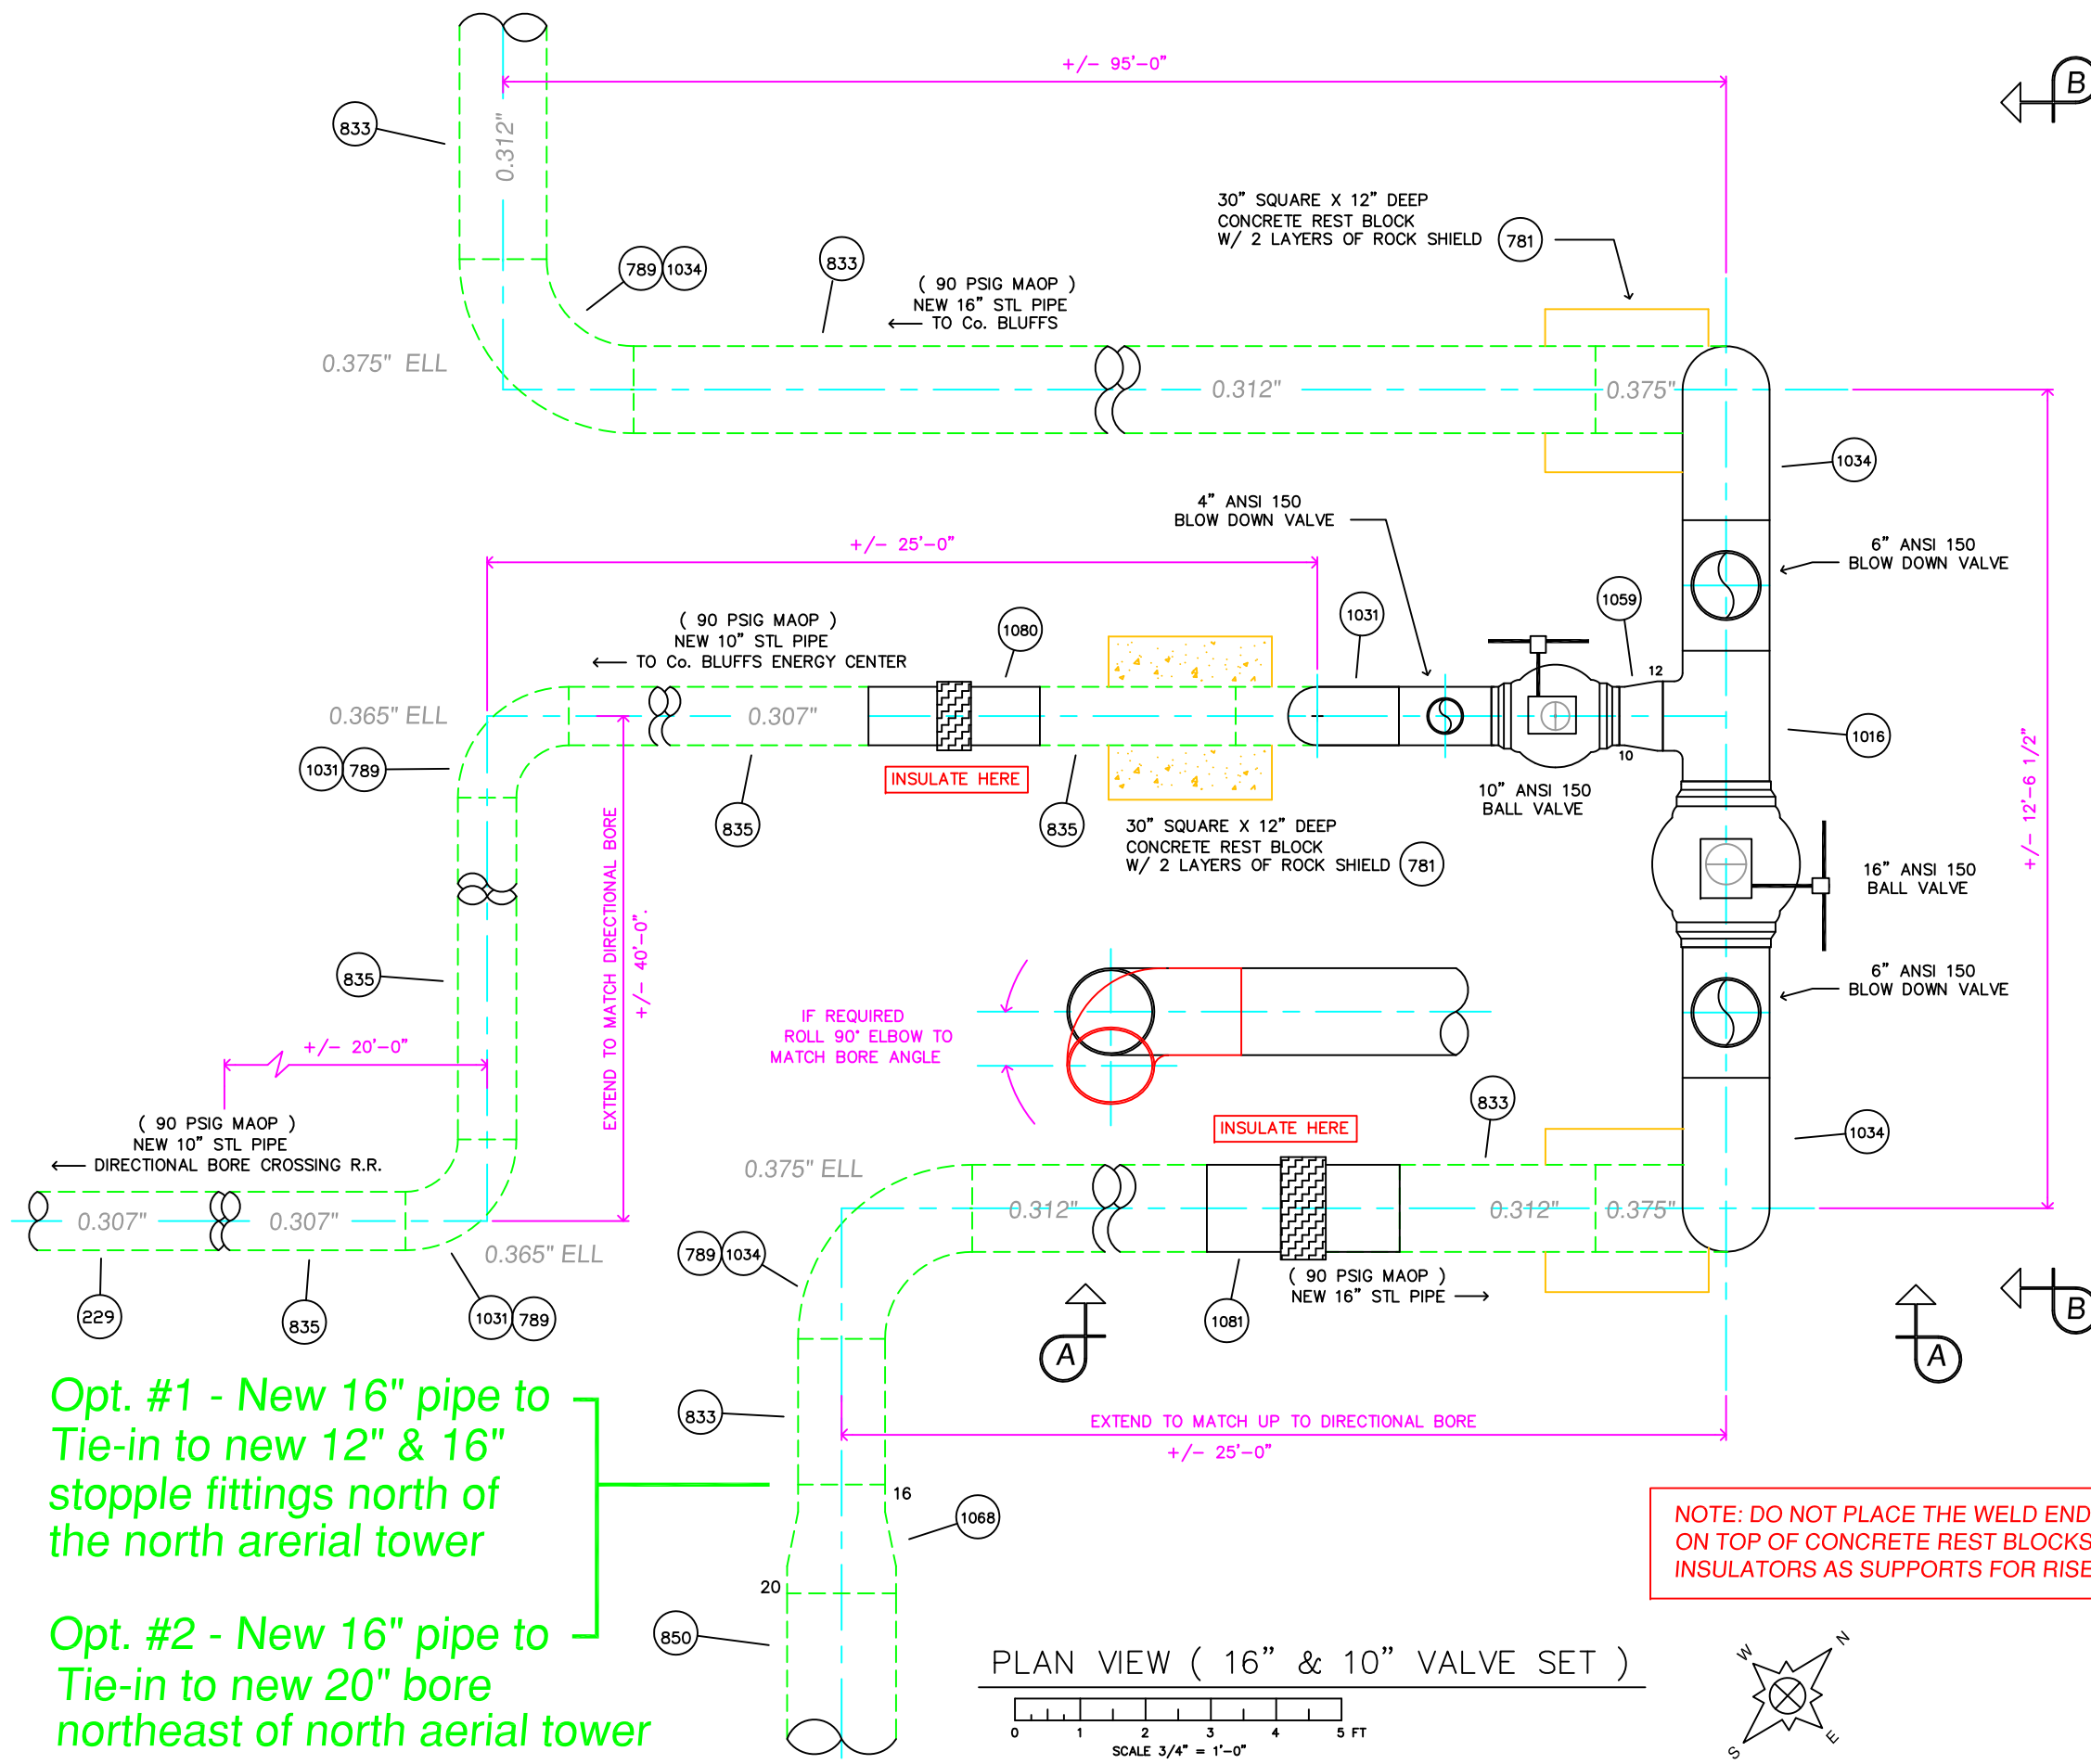 +/- 95'-0"
B
833
0.312"
30" SQUARE X 12" DEEP
CONCRETE REST BLOCK
W/ 2 LAYERS OF ROCK SHIELD
781
789
1034
833
( 90 PSIG MAOP )
NEW 16" STL PIPE
TO Co. BLUFFS
0.375" ELL
0.312"
0.375"
1034
4" ANSI 150
BLOW DOWN VALVE
+/- 25'-0"
6" ANSI 150
BLOW DOWN VALVE
( 90 PSIG MAOP )
NEW 10" STL PIPE
TO Co. BLUFFS ENERGY CENTER
1080
1031
1059
12
0.365" ELL
0.307"
1016
1031
789
10
INSULATE HERE
10" ANSI 150
BALL VALVE
835
835
30" SQUARE X 12" DEEP
CONCRETE REST BLOCK
W/ 2 LAYERS OF ROCK SHIELD
781
+/- 12'-6 1/2"
16" ANSI 150
BALL VALVE
EXTEND TO MATCH DIRECTIONAL BORE
+/- 40'-0".
835
6" ANSI 150
BLOW DOWN VALVE
IF REQUIRED
ROLL 90° ELBOW TO
MATCH BORE ANGLE
+/- 20'-0"
( 90 PSIG MAOP )
NEW 10" STL PIPE
DIRECTIONAL BORE CROSSING R.R.
833
INSULATE HERE
1034
0.375" ELL
0.307"
0.307"
0.312"
0.312"
0.375"
0.365" ELL
789
1034
( 90 PSIG MAOP )
NEW 16" STL PIPE
229
835
1031
789
1081
A
A
B
Opt. #1 - New 16" pipe to
Tie-in to new 12" & 16"
stopple fittings north of
the north arerial tower
833
EXTEND TO MATCH UP TO DIRECTIONAL BORE
+/- 25'-0"
16
1068
20
NOTE: DO NOT PLACE THE WELD END
ON TOP OF CONCRETE REST BLOCKS
INSULATORS AS SUPPORTS FOR RISE
Opt. #2 - New 16" pipe to
Tie-in to new 20" bore
northeast of north aerial tower
850
PLAN VIEW ( 16" & 10" VALVE SET )
0 1 2 3 4 5 FT
SCALE 3/4" = 1'-0"
W
N
S
E